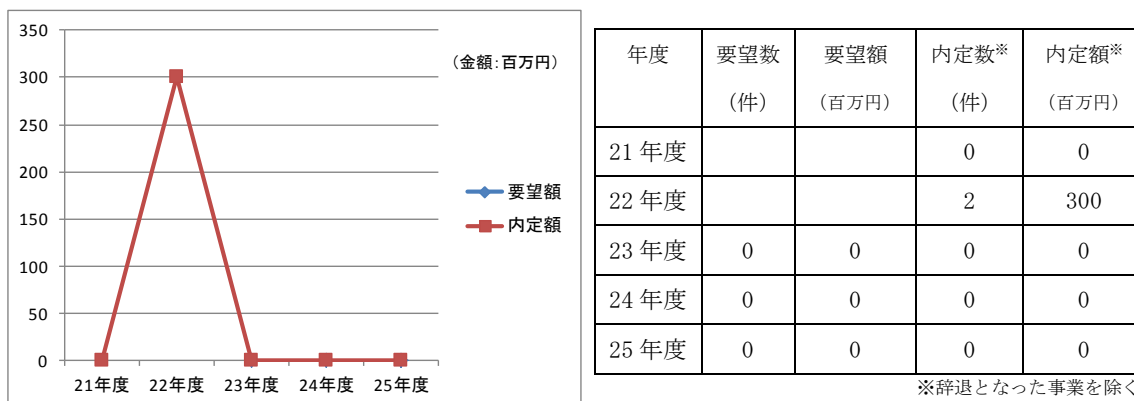 350
300
250
200
150
100
50
0
(金額:百万円)
21年度 22年度 23年度 24年度 25年度
要望額
内定額
年度 要望数 要望額 内定数※ 内定額※
(件) (百万円) (件) (百万円)
21 年度 0 0
22 年度 2 300
23 年度 0 0 0 0
24 年度 0 0 0 0
25 年度 0 0 0 0
※辞退となった事業を除く